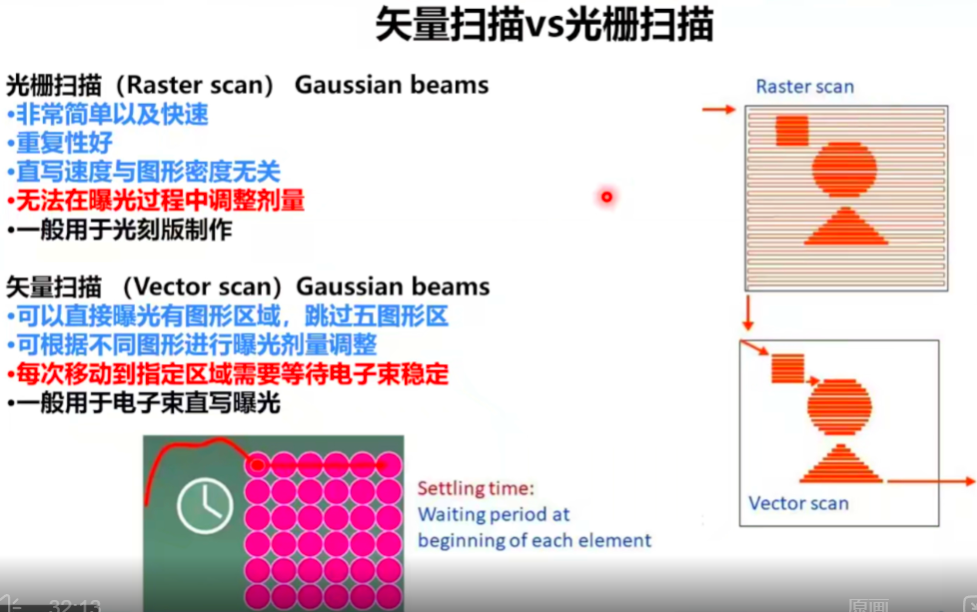 矢量扫描vs光栅扫描
光栅扫描（Raster scan） Gaussian beams
•非常简单以及快速
•重复性好
•直写速度与图形密度无关
•无法在曝光过程中调整剂量
•一般用于光刻版制作
矢量扫描 （Vector scan）Gaussian beams
•可以直接曝光有图形区域，跳过五图形区
•可根据不同图形进行曝光剂量调整
•每次移动到指定区域需要等待电子束稳定
•一般用于电子束直写曝光
Settling time:
Waiting period at
beginning of each element
Raster scan
Vector scan
32:13
原画